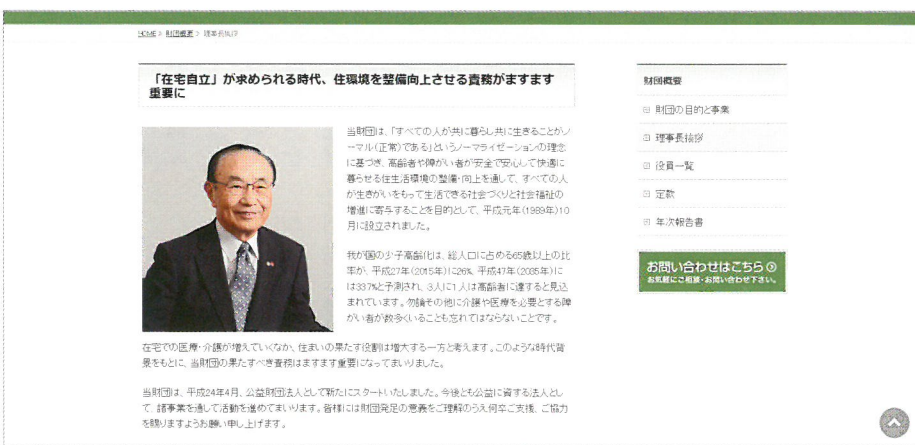 HOME > 財団概要 > 理事長挨拶
「在宅自立」が求められる時代、住環境を整備向上させる責務がますます
重要に
当財団は、「すべての人が共に暮らし共に生きることがノ
ーマル(正常)である」というノーマライゼーションの理念
に基づき、高齢者や障がい者が安全で安心して快適に
暮らせる住生活環境の整備・向上を通して、すべての人
が生きがいをもって生活できる社会づくりと社会福祉の
増進に寄与することを目的として、平成元年(1989年)10
月に設立されました。
我が国の少子高齢化は、総人口に占める65歳以上の比
率が、平成27年(2015年)に26%、平成47年(2035年)に
は33.7%と予測され、3人に1人は高齢者に達すると見込
まれています。勿論その他に介護や医療を必要とする障
がい者が数多くいることも忘れてはならないことです。
在宅での医療・介護が増えていくなか、住まいの果たす役割は増大する一方と考えます。このような時代背
景をもとに、当財団の果たすべき責務はますます重要になってまいりました。
当財団は、平成24年4月、公益財団法人として新たにスタートいたしました。今後とも公益に資する法人とし
て、諸事業を通して活動を進めてまいります。皆様には財団発足の意義をご理解のうえ何卒ご支援、ご協力
を賜りますようお願い申し上げます。
財団概要
財団の目的と事業
理事長挨拶
役員一覧
定款
年次報告書
お問い合わせはこちら
お気軽にご相談・お問い合わせ下さい。